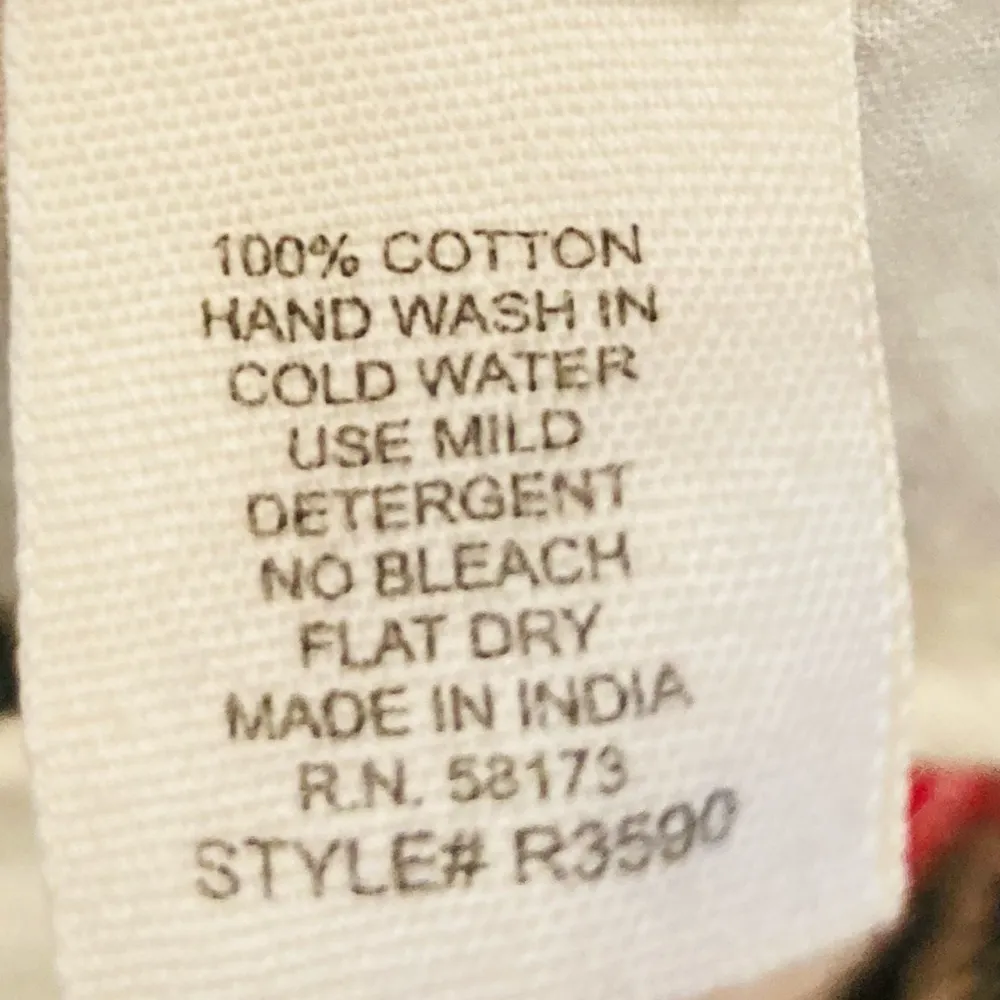 100% COTTON
HAND WASH IN
COLD WATER
USE MILD
DETERGENT
NO BLEACH
FLAT DRY
MADE IN INDIA
R.N. 58173
STYLE# R3590